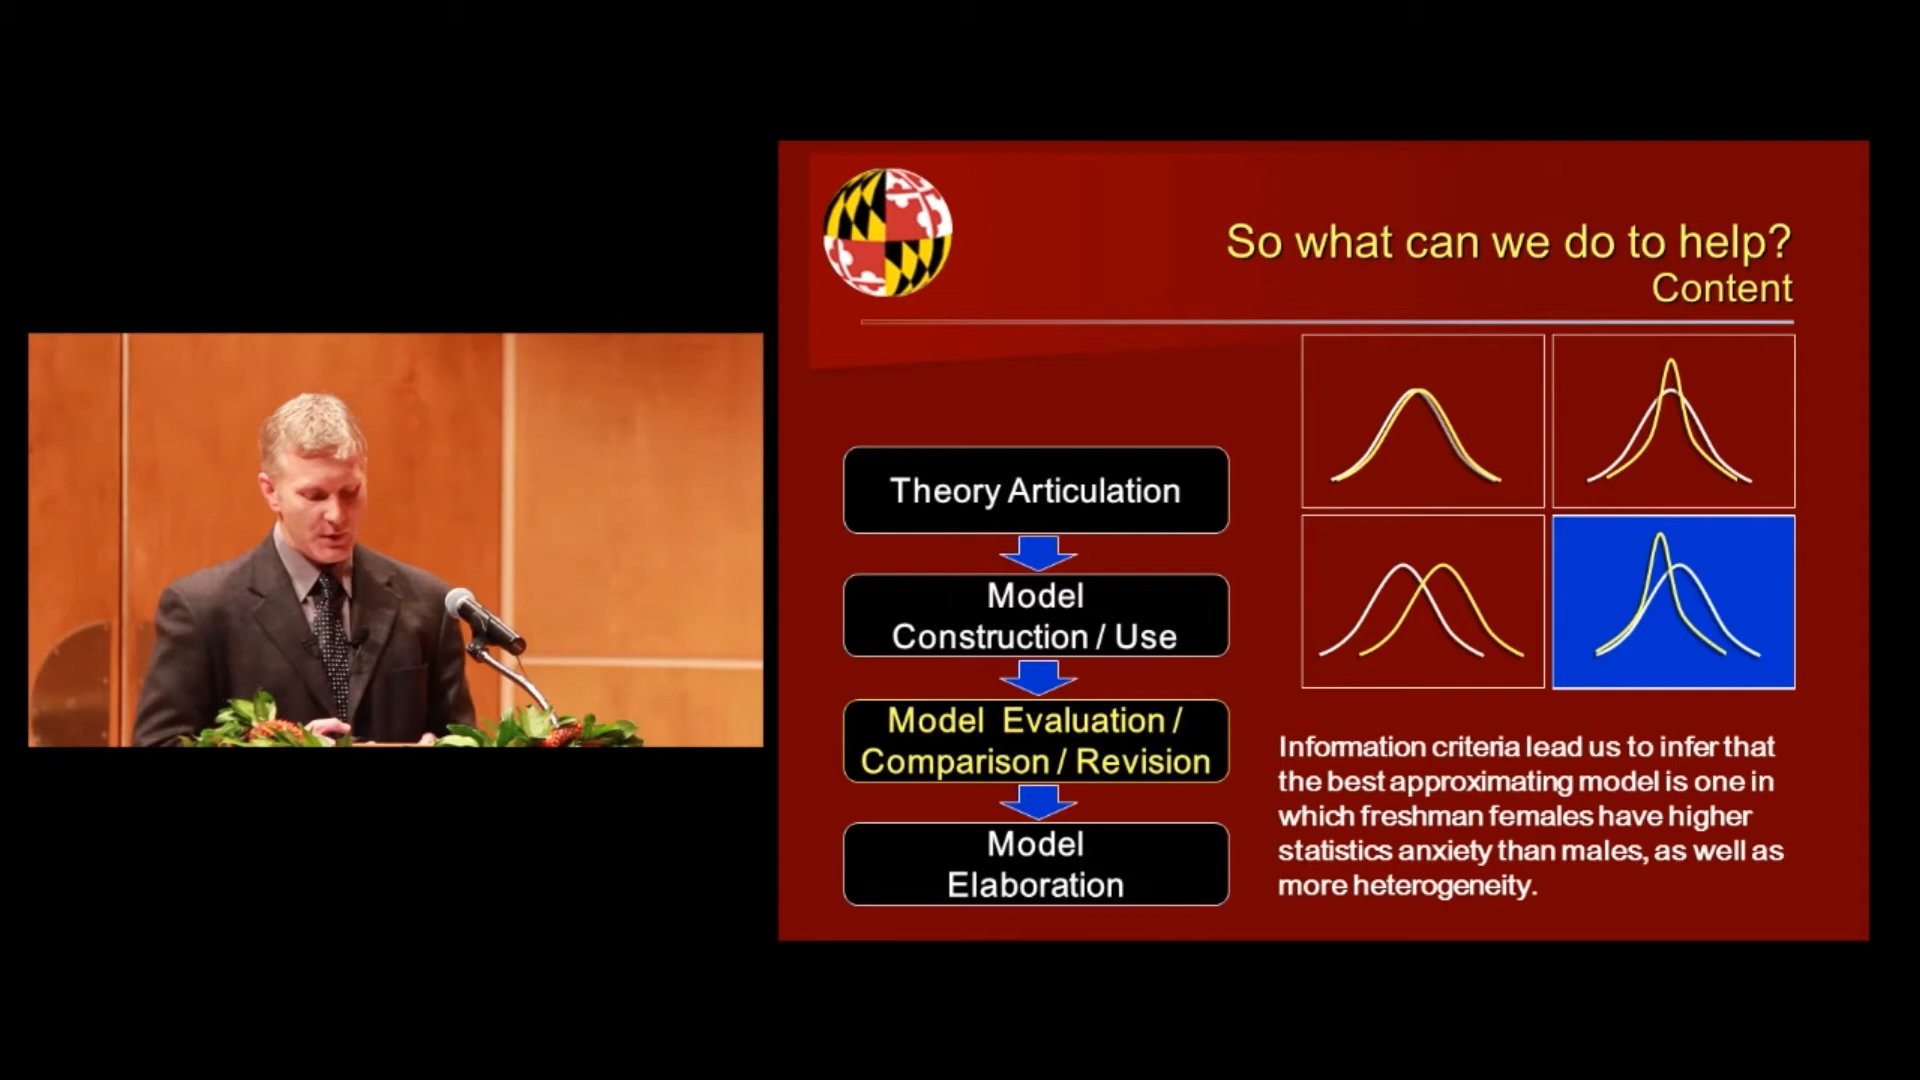 So what can we do to help?
Content
Theory Articulation
Model
Construction / Use
Model Evaluation /
Comparison / Revision
Model
Elaboration
Information criteria lead us to infer that
the best approximating model is one in
which freshman females have higher
statistics anxiety than males, as well as
more heterogeneity.